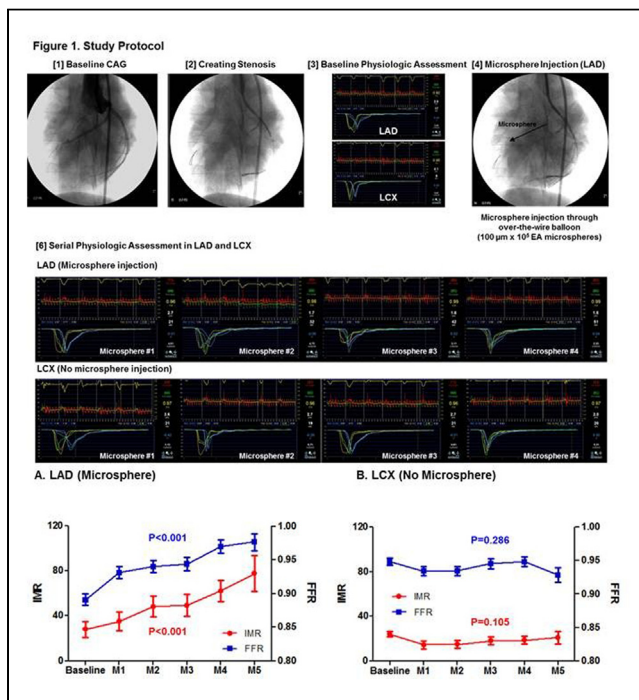 Figure 1. Study Protocol
[1] Baseline CAG
[2] Creating Stenosis
[3] Baseline Physiologic Assessment
[4] Microsphere Injection (LAD)
LAD
LCX
Microsphere
Microsphere injection through
over-the-wire balloon
(100 μm x 10⁵ EA microspheres)
[6] Serial Physiologic Assessment in LAD and LCX
LAD (Microsphere injection)
Microsphere #1
Microsphere #2
Microsphere #3
Microsphere #4
LCX (No microsphere injection)
Microsphere #1
Microsphere #2
Microsphere #3
Microsphere #4
A. LAD (Microsphere)
B. LCX (No Microsphere)
120
80
40
0
IMR
P<0.001
P<0.001
IMR
FFR
1.00
0.95
0.90
0.85
0.80
FFR
Baseline M1 M2 M3 M4 M5
120
80
40
0
IMR
P=0.286
P=0.105
IMR
FFR
1.00
0.95
0.90
0.85
0.80
FFR
Baseline M1 M2 M3 M4 M5